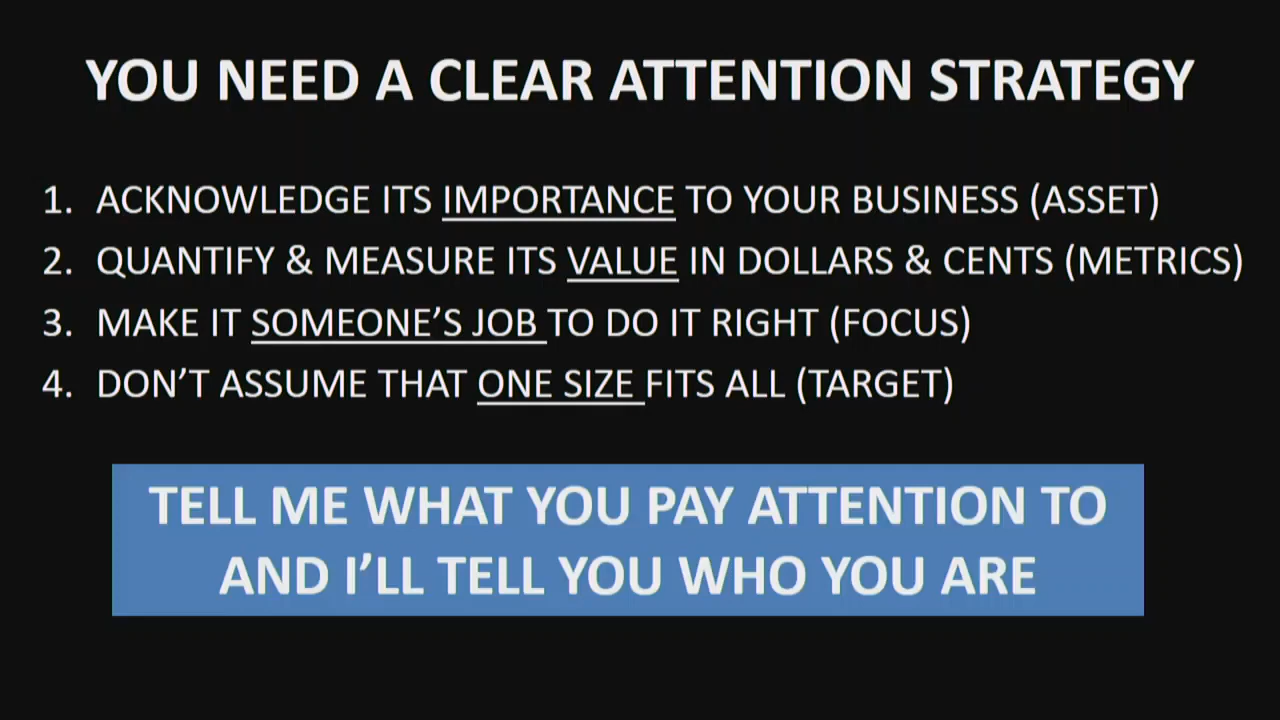 YOU NEED A CLEAR ATTENTION STRATEGY
1. ACKNOWLEDGE ITS IMPORTANCE TO YOUR BUSINESS (ASSET)
2. QUANTIFY & MEASURE ITS VALUE IN DOLLARS & CENTS (METRICS)
3. MAKE IT SOMEONE’S JOB TO DO IT RIGHT (FOCUS)
4. DON’T ASSUME THAT ONE SIZE FITS ALL (TARGET)
TELL ME WHAT YOU PAY ATTENTION TO
AND I’LL TELL YOU WHO YOU ARE